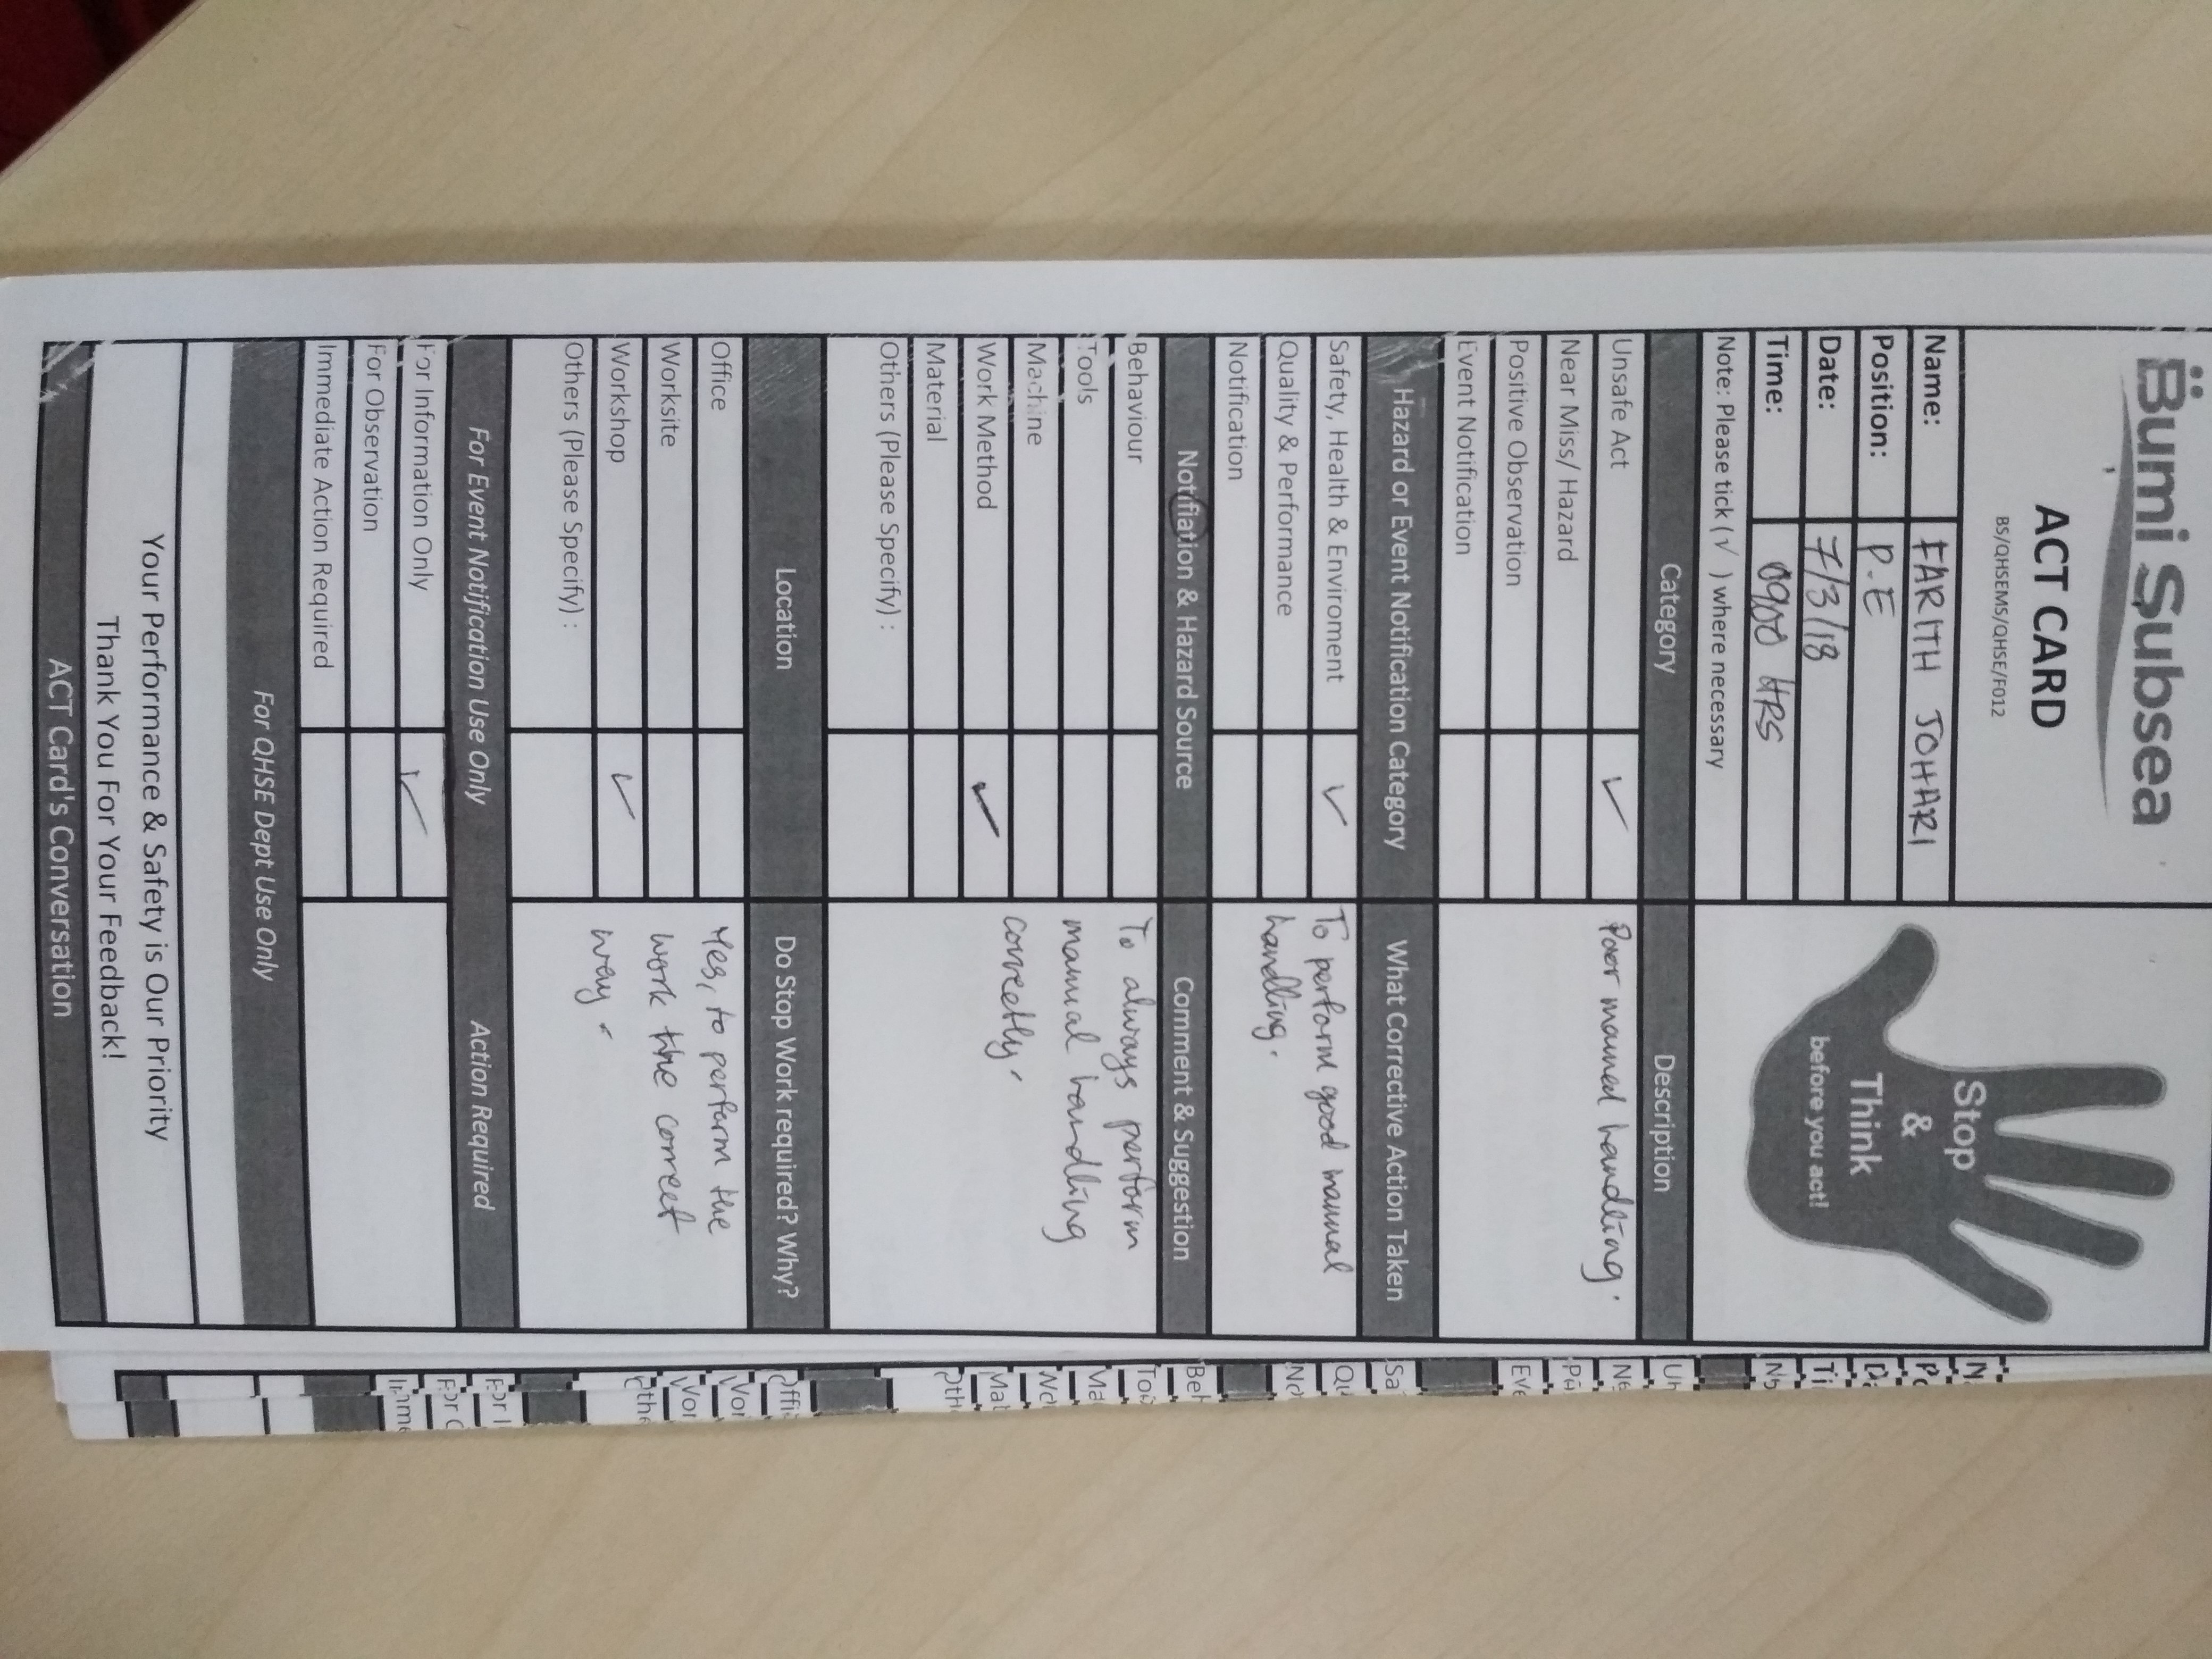 Bumi Subsea
ACT CARD
BS/QHSEMS/QHSE/F012
Stop
&
Think
before you act!
Name: FARITH JOHARI
Position: P.E
Date: 7/3/18
Time: 0900 HRS
Note: Please tick (√ ) where necessary
Category Description
Unsafe Act ✓ Poor manual handling.
Near Miss/ Hazard
Positive Observation
Event Notification
Hazard or Event Notification Category What Corrective Action Taken
Safety, Health & Enviroment ✓ To perform good manual
Quality & Performance handling.
Notification
Notfiation & Hazard Source Comment & Suggestion
Behaviour To always perform
Tools manual handling
Machine correctly.
Work Method ✓
Material
Others (Please Specify) :
Location Do Stop Work required? Why?
Office Yes, to perform the
Worksite work the correct
Workshop ✓ way.
Others (Please Specify) :
For Event Notification Use Only Action Required
For Information Only ✓
For Observation
Immediate Action Required
For QHSE Dept Use Only
Your Performance & Safety is Our Priority
Thank You For Your Feedback!
ACT Card's Conversation